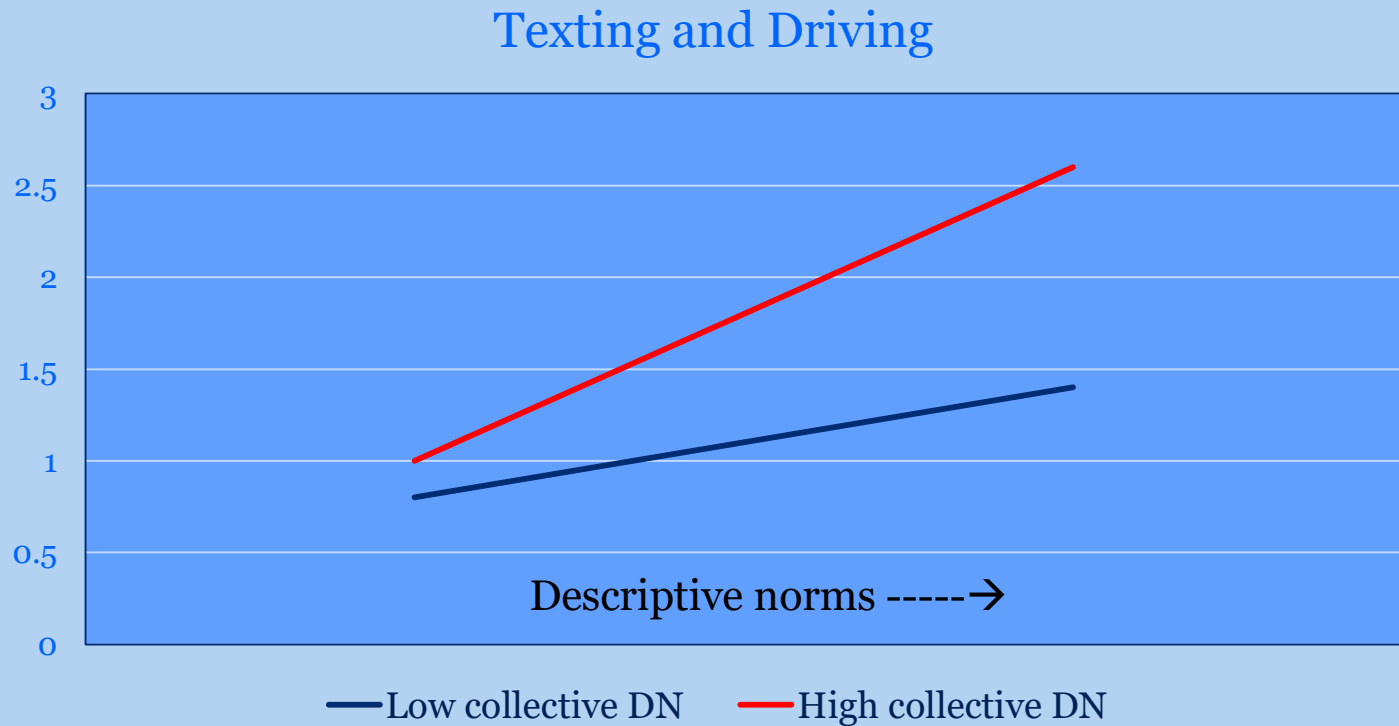 Texting and Driving
3
2.5
2
1.5
1
0.5
0
Descriptive norms -----→
Low collective DN High collective DN